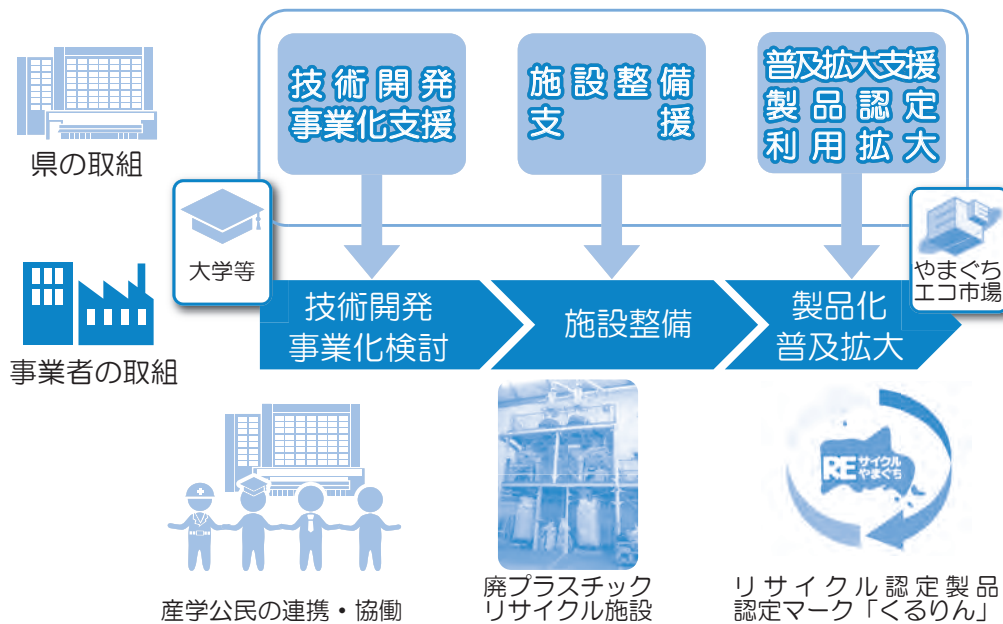 県の取組
技術開発
事業化支援
施設整備
支援
普及拡大支援
製品認定
利用拡大
大学等
やまぐち
エコ市場
事業者の取組
技術開発
事業化検討
施設整備
製品化
普及拡大
REサイクル
やまぐち
産学公民の連携・協働
廃プラスチック
リサイクル施設
リサイクル認定製品
認定マーク「くるりん」